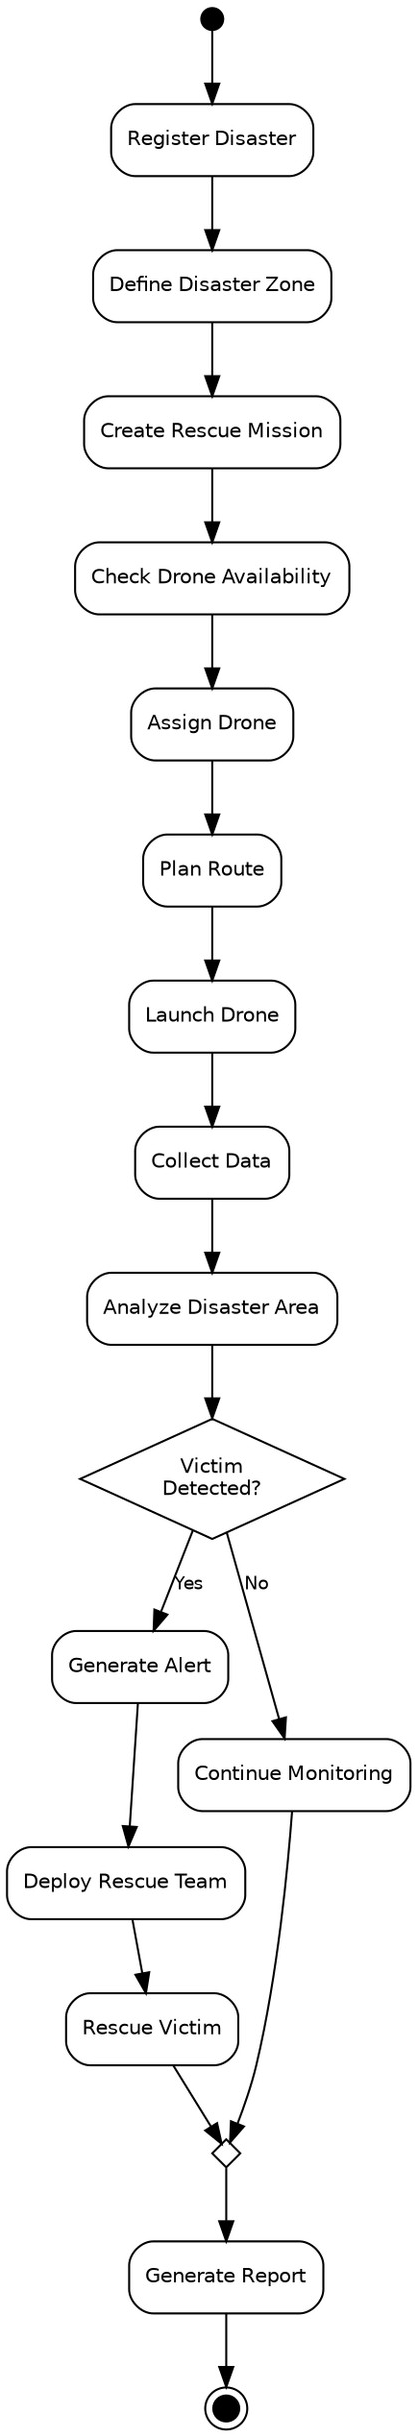 Register Disaster
Define Disaster Zone
Create Rescue Mission
Check Drone Availability
Assign Drone
Plan Route
Launch Drone
Collect Data
Analyze Disaster Area
Victim
Detected?
Yes
No
Generate Alert
Continue Monitoring
Deploy Rescue Team
Rescue Victim
Generate Report